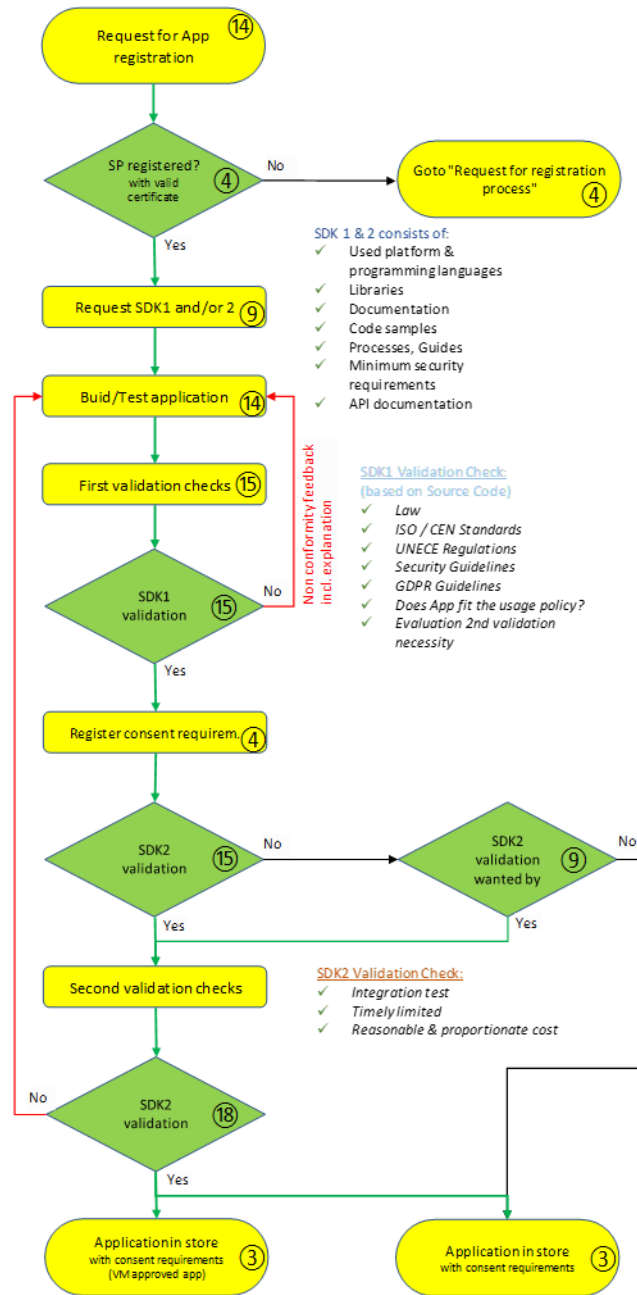 Request for App
registration
14
SP registered?
with valid
certificate
4
No
Goto "Request for registration
process"
4
Yes
SDK 1 & 2 consists of:
✓ Used platform &
programming languages
✓ Libraries
✓ Documentation
✓ Code samples
✓ Processes, Guides
✓ Minimum security
requirements
✓ API documentation
Request SDK1 and/or 2
9
Buid/Test application
14
Non conformity feedback
incl. explanation
First validation checks
15
SDK1 Validation Check:
(based on Source Code)
✓ Law
✓ ISO / CEN Standards
✓ UNECE Regulations
✓ Security Guidelines
✓ GDPR Guidelines
✓ Does App fit the usage policy?
✓ Evaluation 2nd validation
necessity
SDK1
validation
15
No
Yes
Register consent requirem.
4
SDK2
validation
15
No
SDK2
validation
wanted by
9
No
Yes
Yes
Second validation checks
SDK2 Validation Check:
✓ Integration test
✓ Timely limited
✓ Reasonable & proportionate cost
No
SDK2
validation
18
Yes
Application in store
with consent requirements
(VM approved app)
3
Application in store
with consent requirements
3